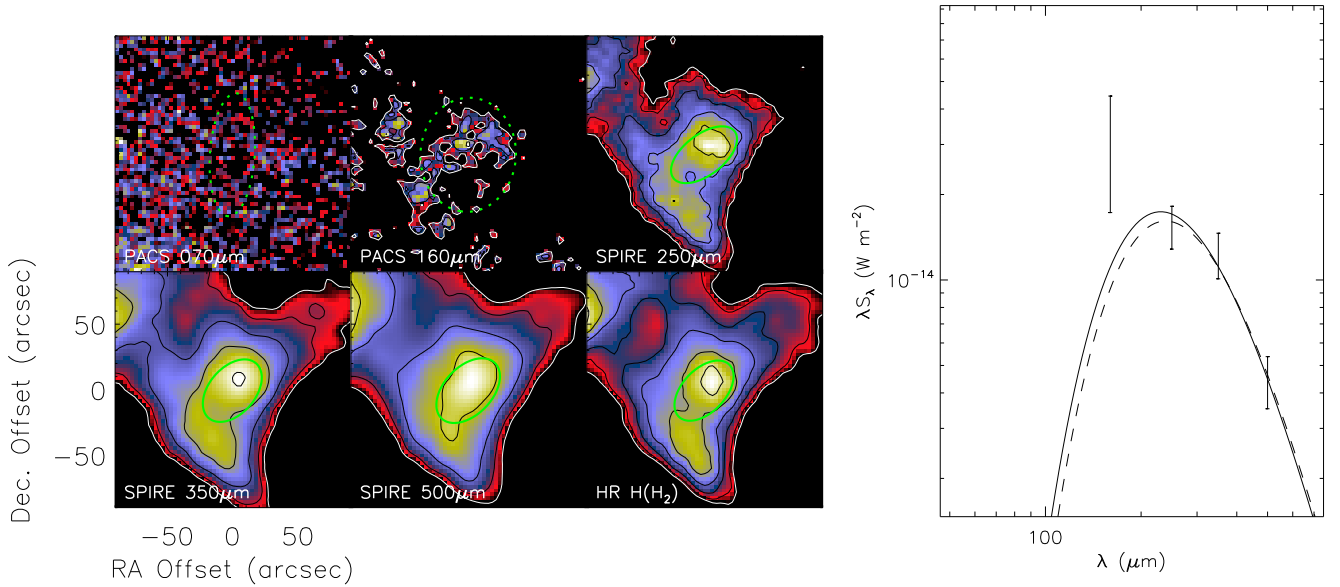 PACS 070μm
PACS 160μm
SPIRE 250μm
SPIRE 350μm
SPIRE 500μm
HR H(H₂)
Dec. Offset (arcsec)
50
0
−50
−50 0 50
RA Offset (arcsec)
λS_λ (W m⁻²)
10⁻¹⁴
100
λ (μm)